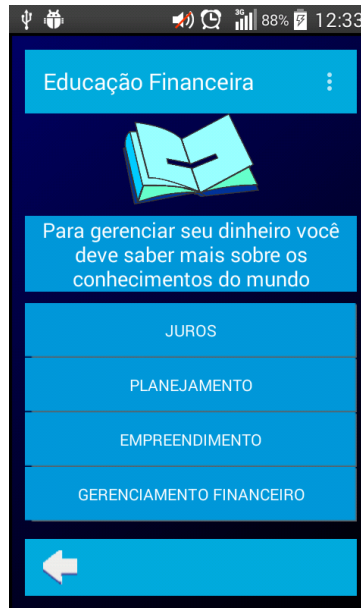 3G 88% 12:33
Educação Financeira
Para gerenciar seu dinheiro você
deve saber mais sobre os
conhecimentos do mundo
JUROS
PLANEJAMENTO
EMPREENDIMENTO
GERENCIAMENTO FINANCEIRO